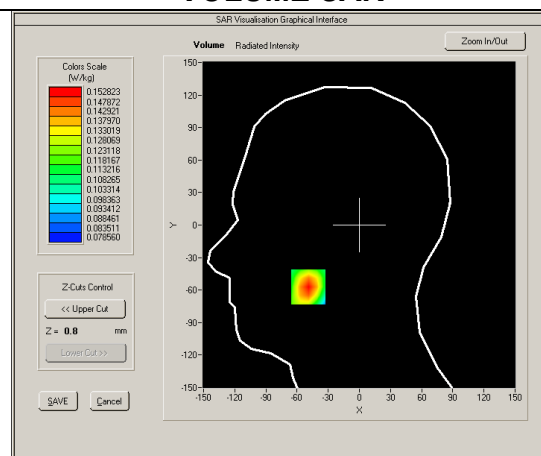 VOLUME SAR
SAR Visualisation Graphical Interface
Volume Radiated Intensity
Zoom In/Out
Colors Scale
(W/kg)
0.152823
0.147872
0.142921
0.137970
0.133019
0.128069
0.123118
0.118167
0.113216
0.108265
0.103314
0.098363
0.093412
0.088461
0.083511
0.078560
Z-Cuts Control
<< Upper Cut
Z = 0.8 mm
Lower Cut >>
SAVE
Cancel
150-
120-
90-
60-
30-
0-
-30-
-60-
-90-
-120-
-150-
Y
-150 -120 -90 -60 -30 0 30 60 90 120 150
X